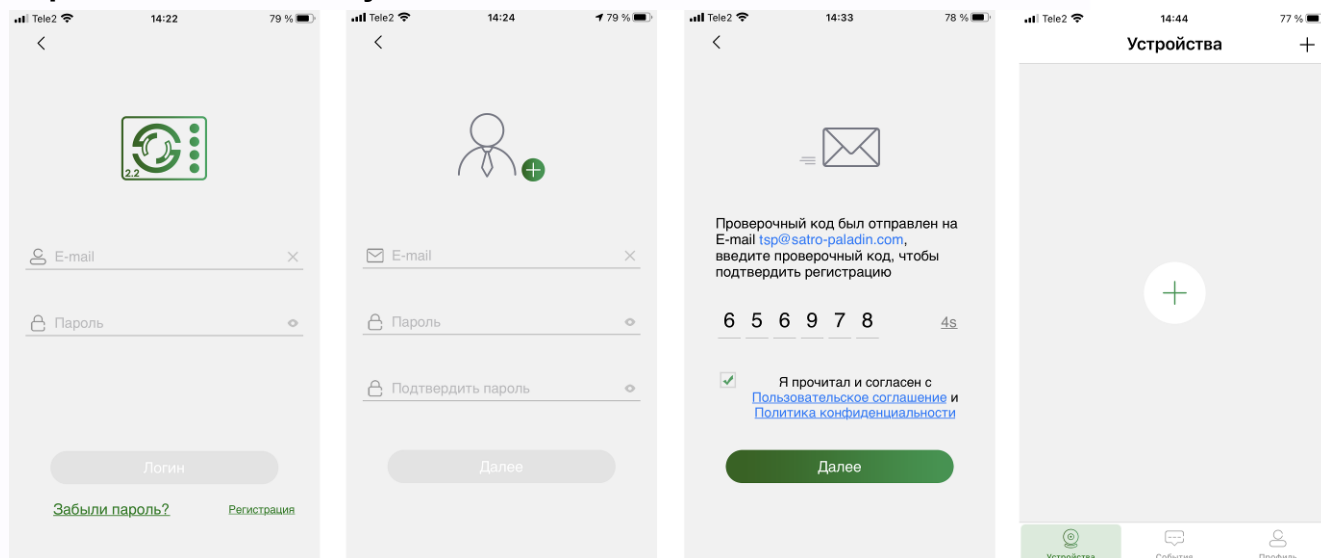 Tele2 14:22 79 %
2.2
E-mail
Пароль
Логин
Забыли пароль? Регистрация
Tele2 14:24 79 %
E-mail
Пароль
Подтвердить пароль
Далее
Tele2 14:33 78 %
Проверочный код был отправлен на
E-mail tsp@satro-paladin.com,
введите проверочный код, чтобы
подтвердить регистрацию
6 5 6 9 7 8 4s
Я прочитал и согласен с
Пользовательское соглашение и
Политика конфиденциальности
Далее
Tele2 14:44 77 %
Устройства
Устройства События Профиль